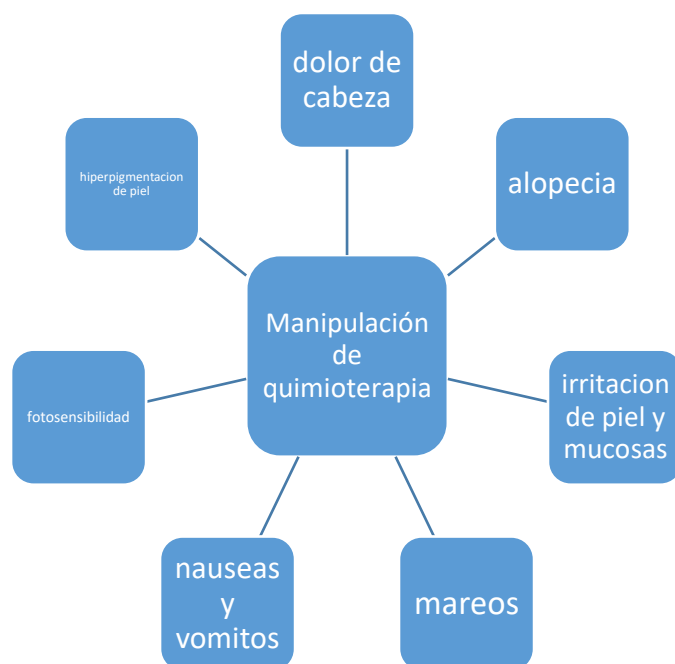 dolor de
cabeza
hiperpigmentacion
de piel
alopecia
Manipulación
de
quimioterapia
irritacion
de piel y
mucosas
fotosensibilidad
nauseas
y
vomitos
mareos